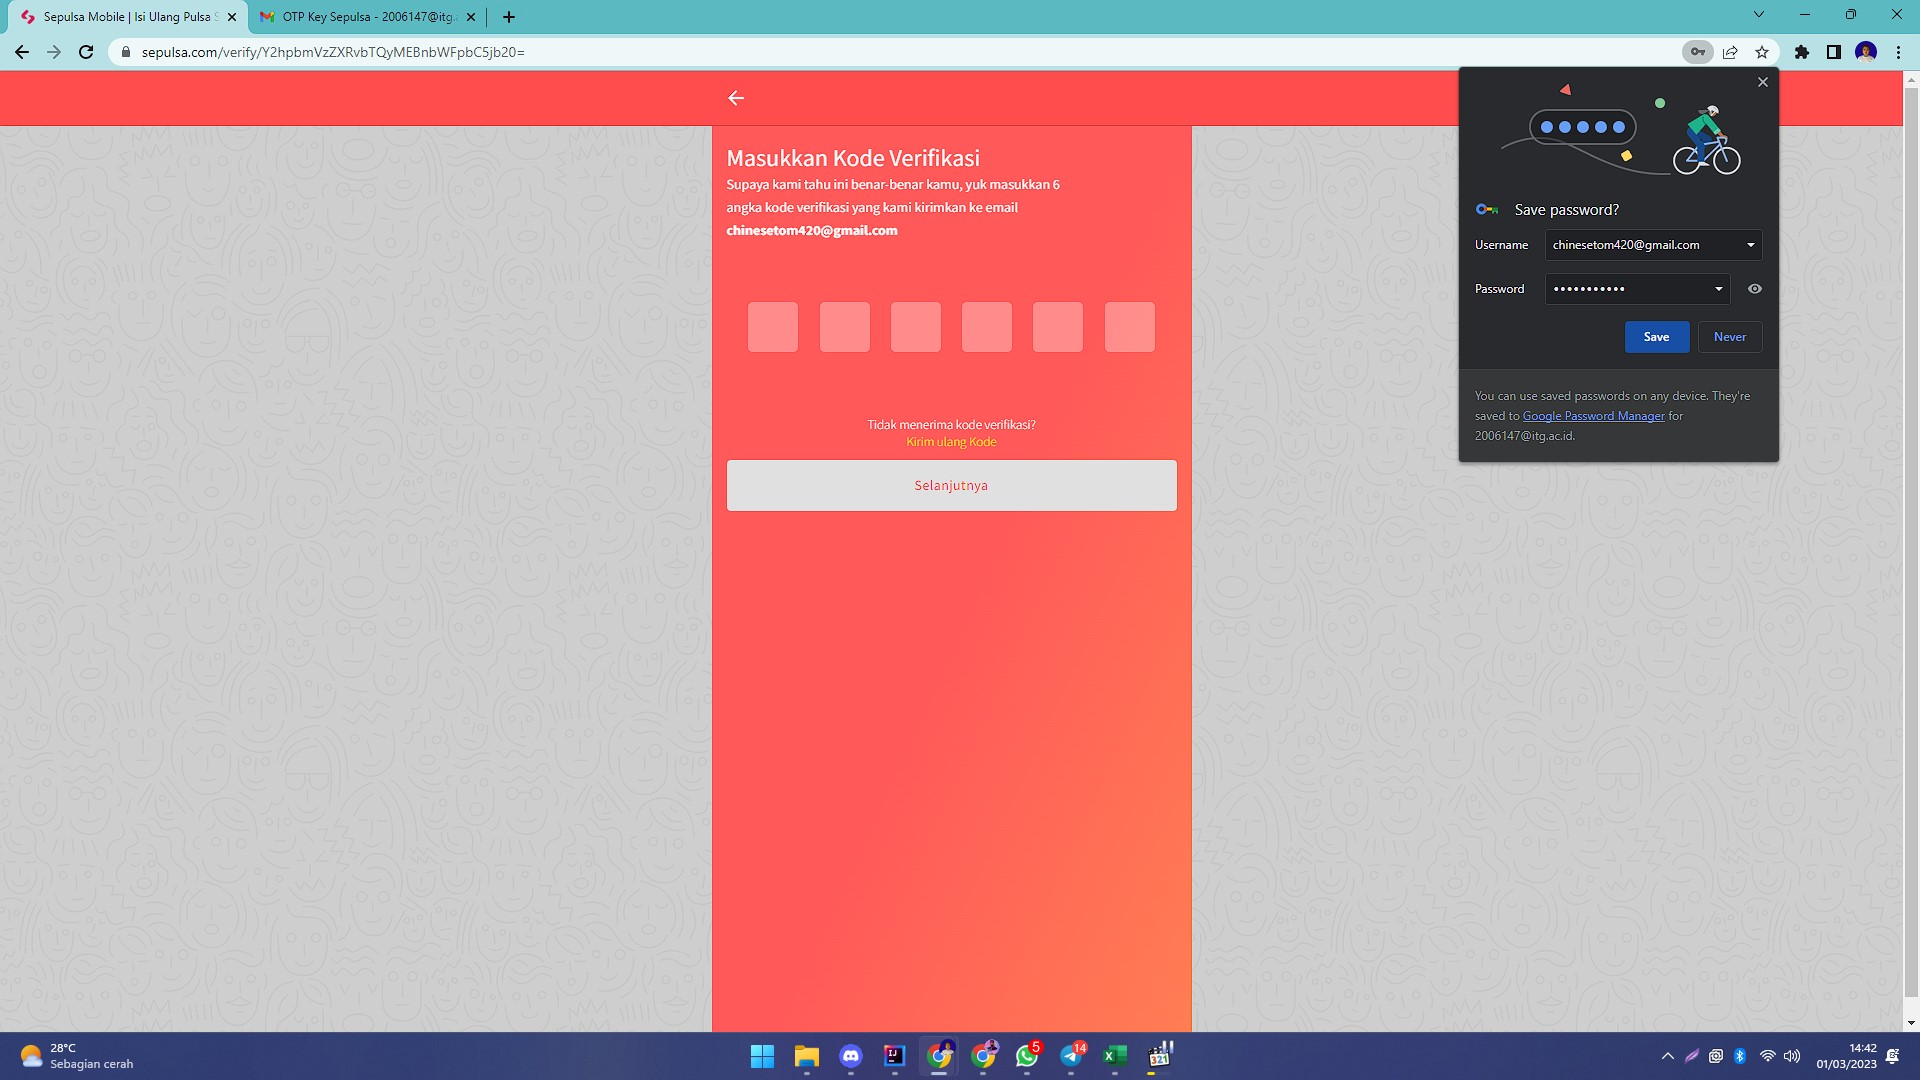 Sepulsa Mobile | Isi Ulang Pulsa S
OTP Key Sepulsa - 2006147@itg.
sepulsa.com/verify/Y2hpbmVzZXRvbTQyMEBnbWFpbC5jb20=
Masukkan Kode Verifikasi
Supaya kami tahu ini benar-benar kamu, yuk masukkan 6
angka kode verifikasi yang kami kirimkan ke email
chinesetom420@gmail.com
Tidak menerima kode verifikasi?
Kirim ulang Kode
Selanjutnya
Save password?
Username
chinesetom420@gmail.com
Password
•••••••••••
Save
Never
You can use saved passwords on any device. They're
saved to Google Password Manager for
2006147@itg.ac.id.
28°C
Sebagian cerah
IJ
5
14
X
321
14:42
01/03/2023